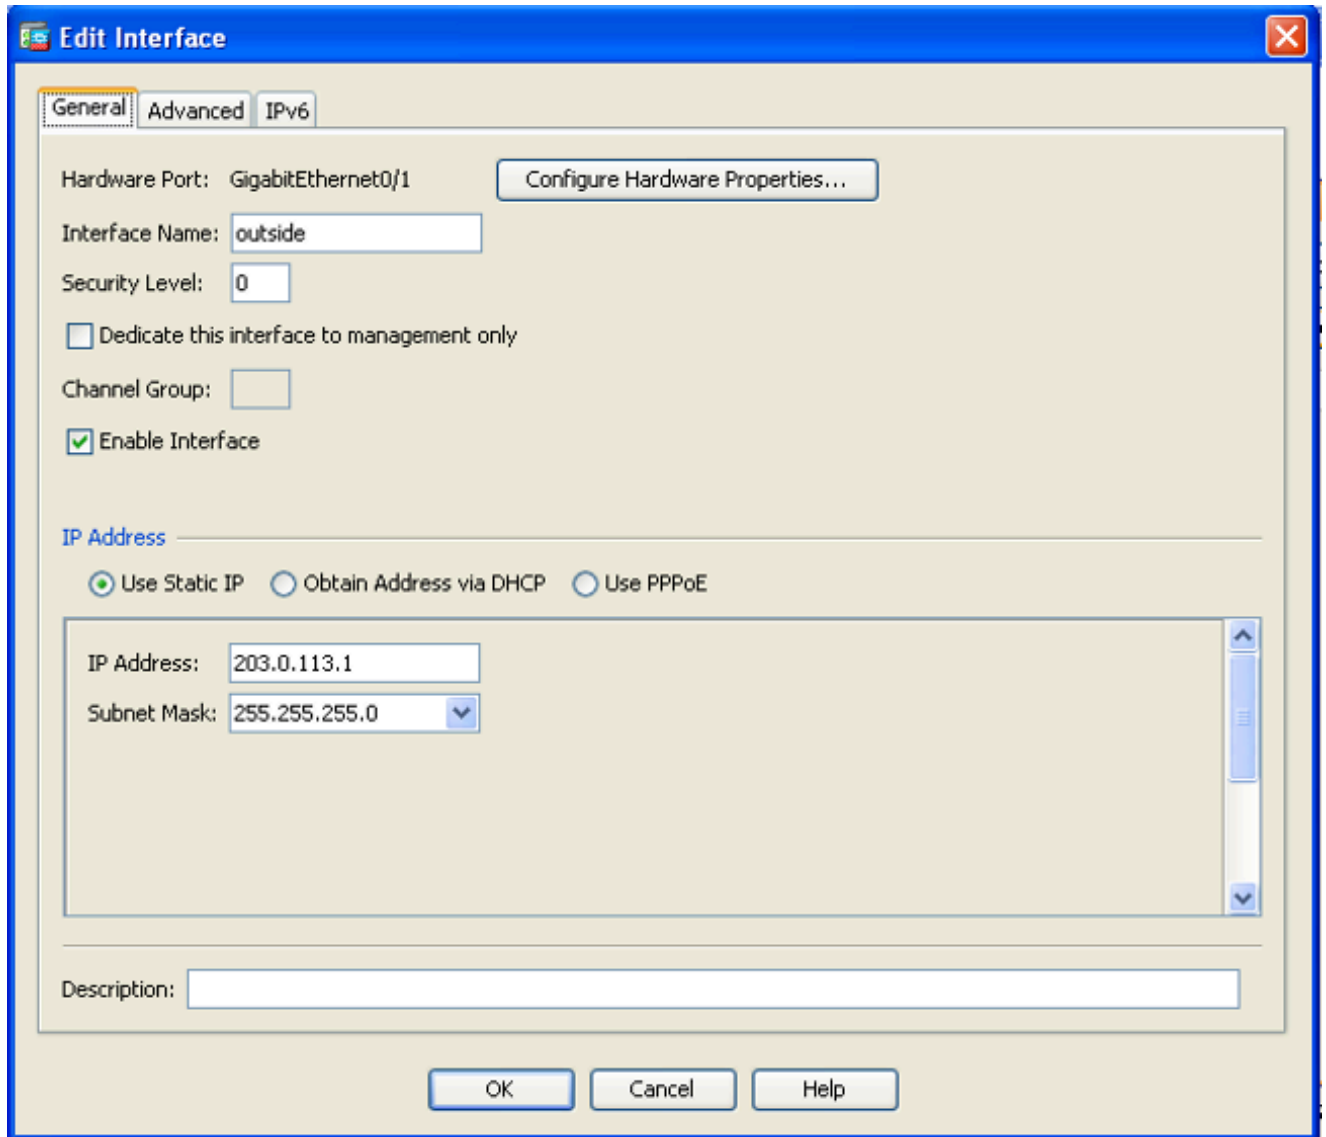 Edit Interface
General Advanced IPv6
Hardware Port: GigabitEthernet0/1 Configure Hardware Properties...
Interface Name: outside
Security Level: 0
Dedicate this interface to management only
Channel Group:
Enable Interface
IP Address
Use Static IP Obtain Address via DHCP Use PPPoE
IP Address: 203.0.113.1
Subnet Mask: 255.255.255.0
Description:
OK Cancel Help